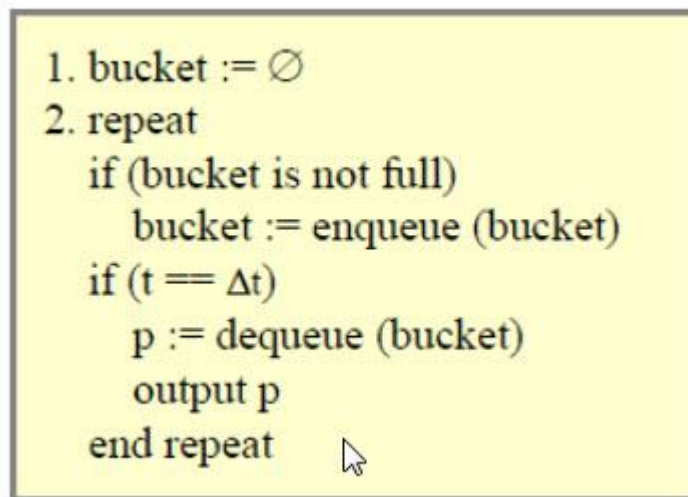 1. bucket := ∅
2. repeat
if (bucket is not full)
bucket := enqueue (bucket)
if (t == Δt)
p := dequeue (bucket)
output p
end repeat